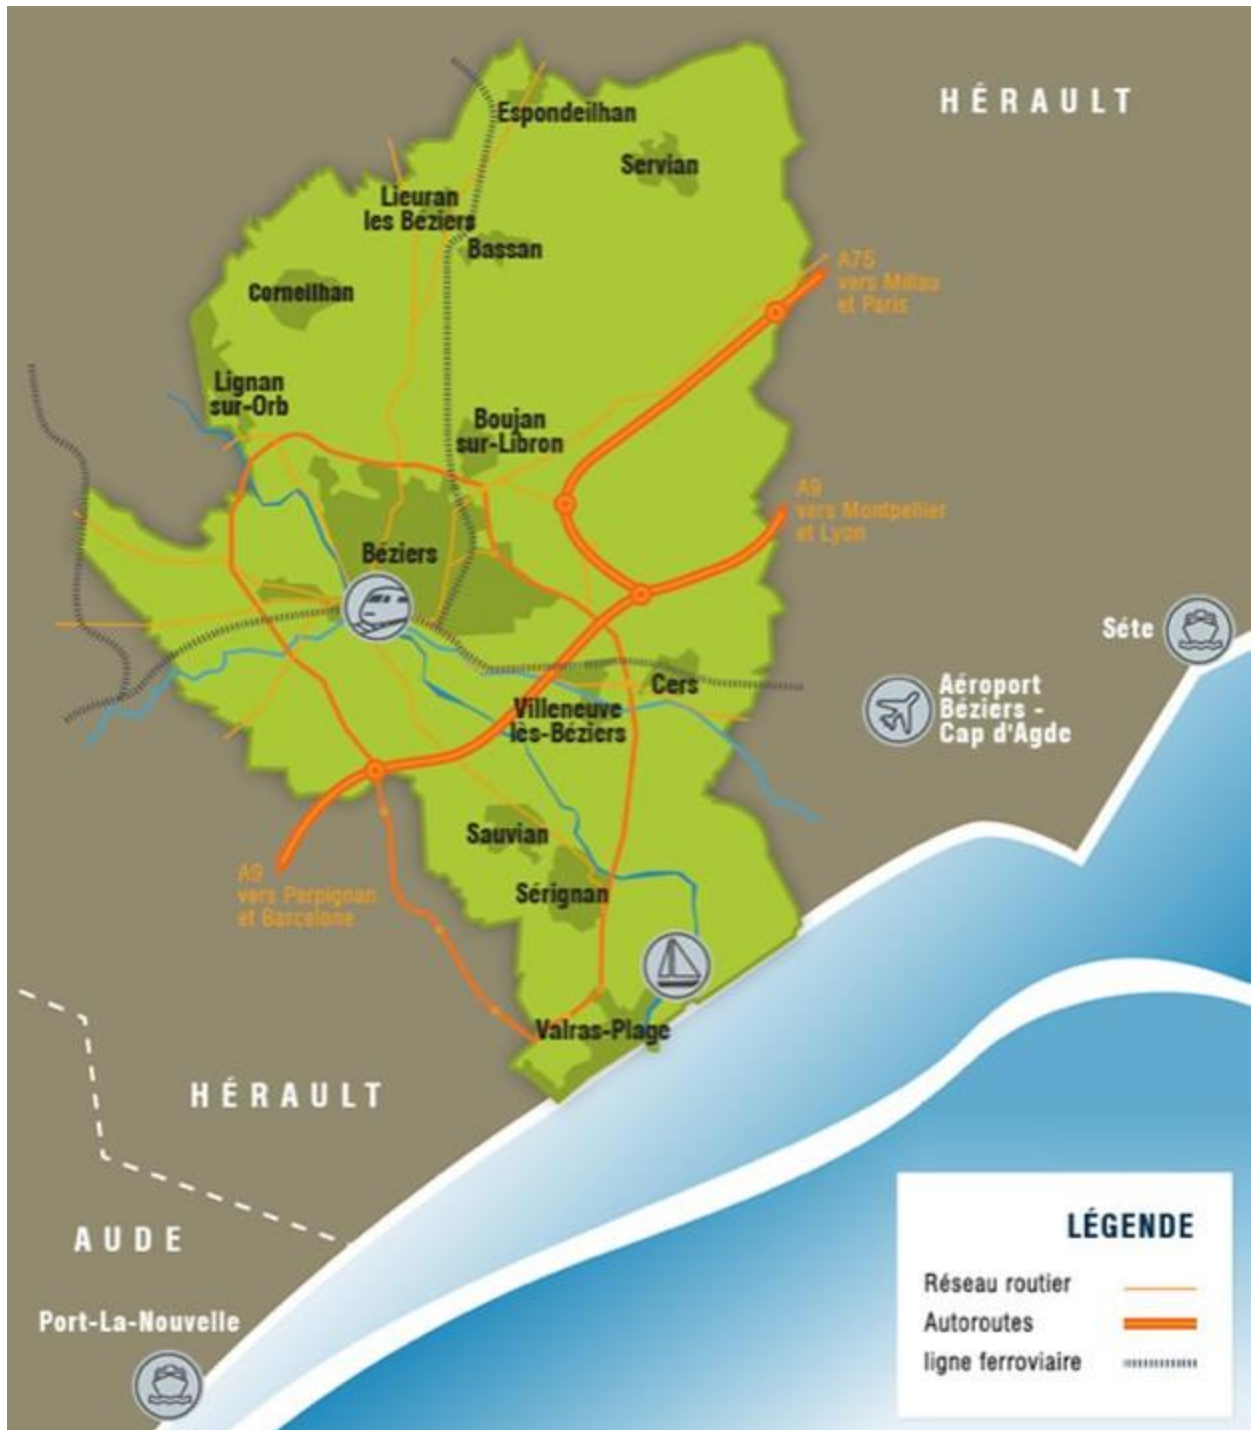 HÉRAULT
Espondeilhan
Servian
Lieuran
les Béziers
Bassan
Corneilhan
A75
vers Millau
et Paris
Lignan
sur-Orb
Boujan
sur-Libron
A9
vers Montpellier
et Lyon
Béziers
Séte
Cers
Aéroport
Béziers -
Cap d'Agde
Villeneuve
lès-Béziers
Sauvian
A9
vers Perpignan
et Barcelone
Sérignan
Valras-Plage
HÉRAULT
AUDE
Port-La-Nouvelle
LÉGENDE
Réseau routier
Autoroutes
ligne ferroviaire